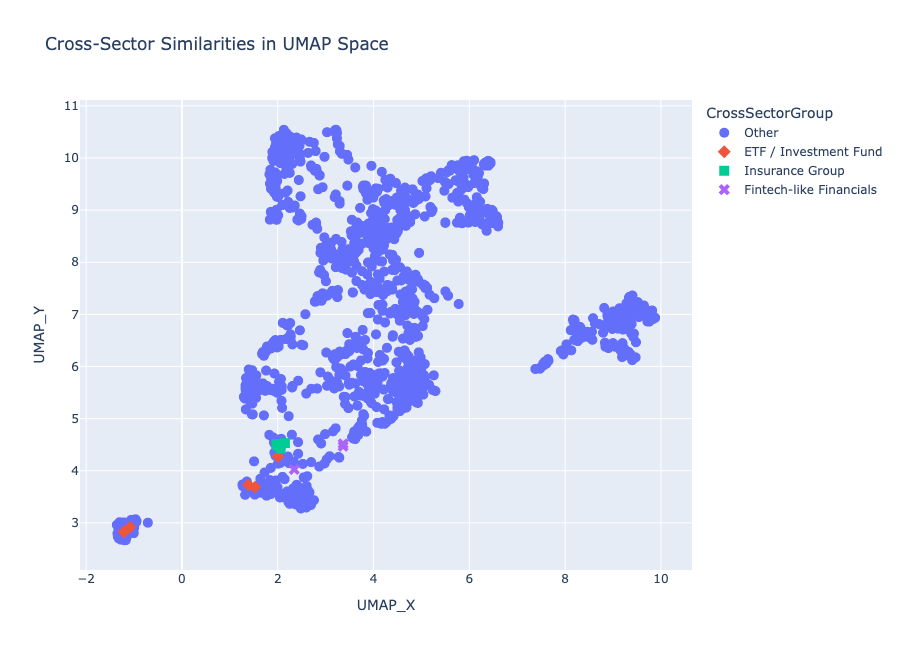 Cross-Sector Similarities in UMAP Space
CrossSectorGroup
Other
ETF / Investment Fund
Insurance Group
Fintech-like Financials
11
10
9
8
7
6
5
4
3
UMAP_Y
−2
0
2
4
6
8
10
UMAP_X